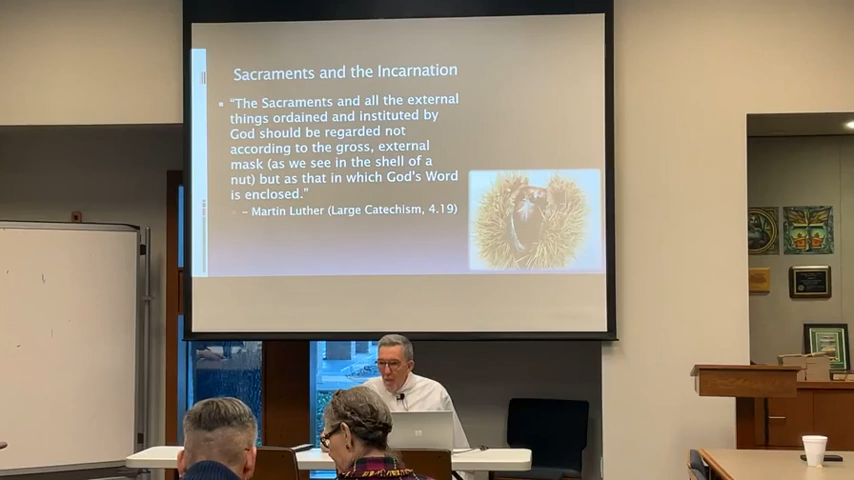 Sacraments and the Incarnation
"The Sacraments and all the external
things ordained and instituted by
God should be regarded not
according to the gross, external
mask (as we see in the shell of a
nut) but as that in which God's Word
is enclosed."
– Martin Luther (Large Catechism, 4.19)